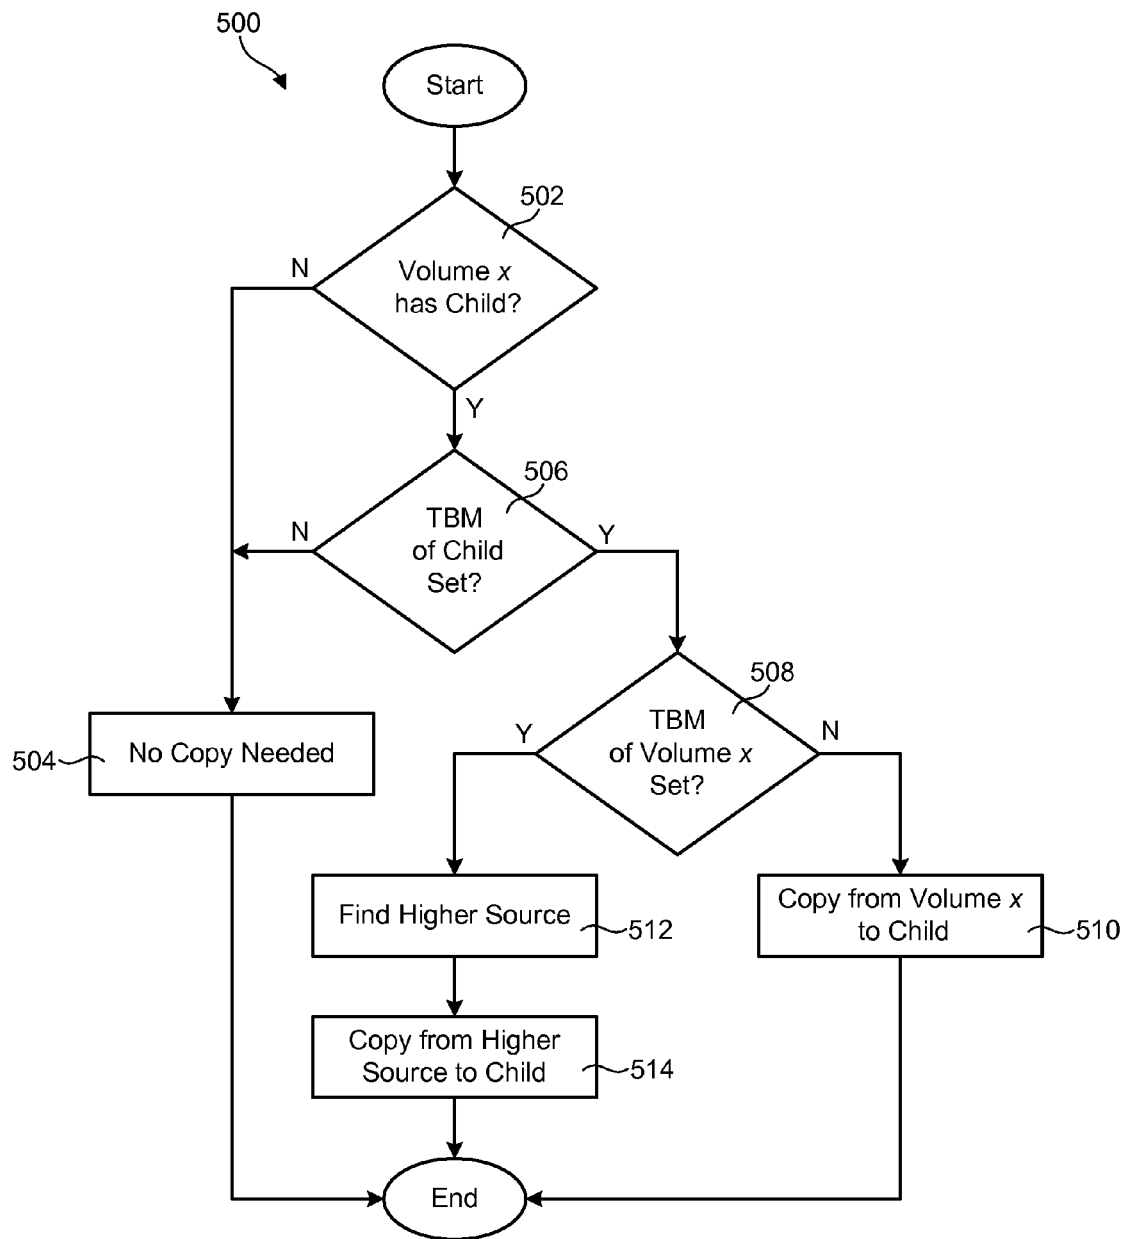 500
Start
502
Volume x
has Child?
N
Y
506
TBM
of Child
Set?
N
Y
508
TBM
of Volume x
Set?
Y
N
504
No Copy Needed
Find Higher Source
512
Copy from Volume x
to Child
510
Copy from Higher
Source to Child
514
End